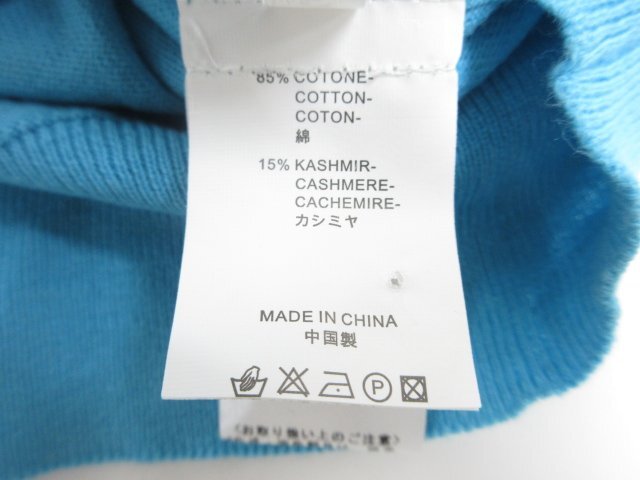 85% COTONE-
COTTON-
COTON-
綿
15% KASHMIR-
CASHMERE-
CACHEMIRE-
カシミヤ
MADE IN CHINA
中国製
P
〈お取り扱い上のご注意〉